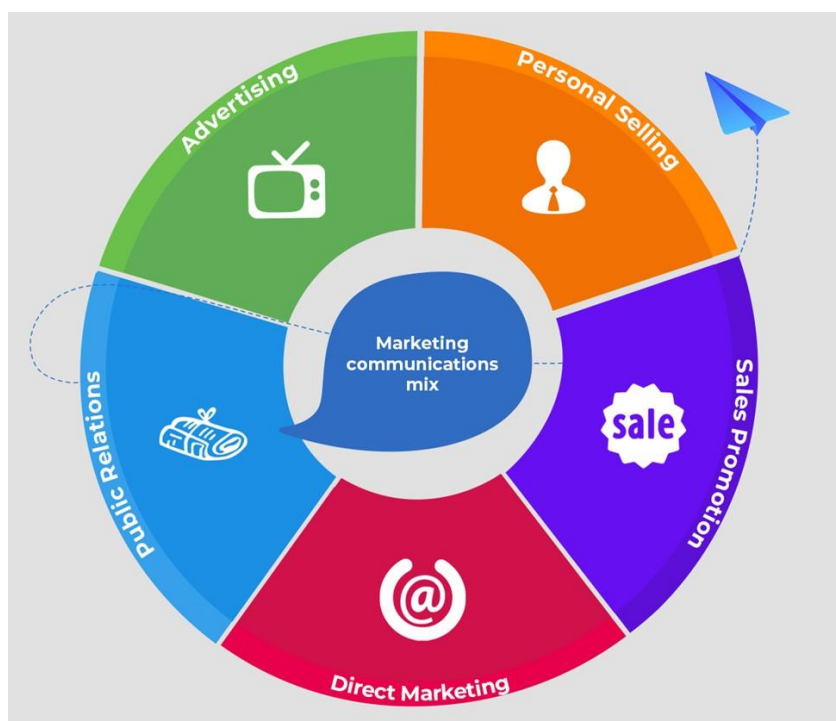 Advertising
Personal Selling
Marketing
communications
mix
sale
Sales Promotion
Public Relations
@
Direct Marketing